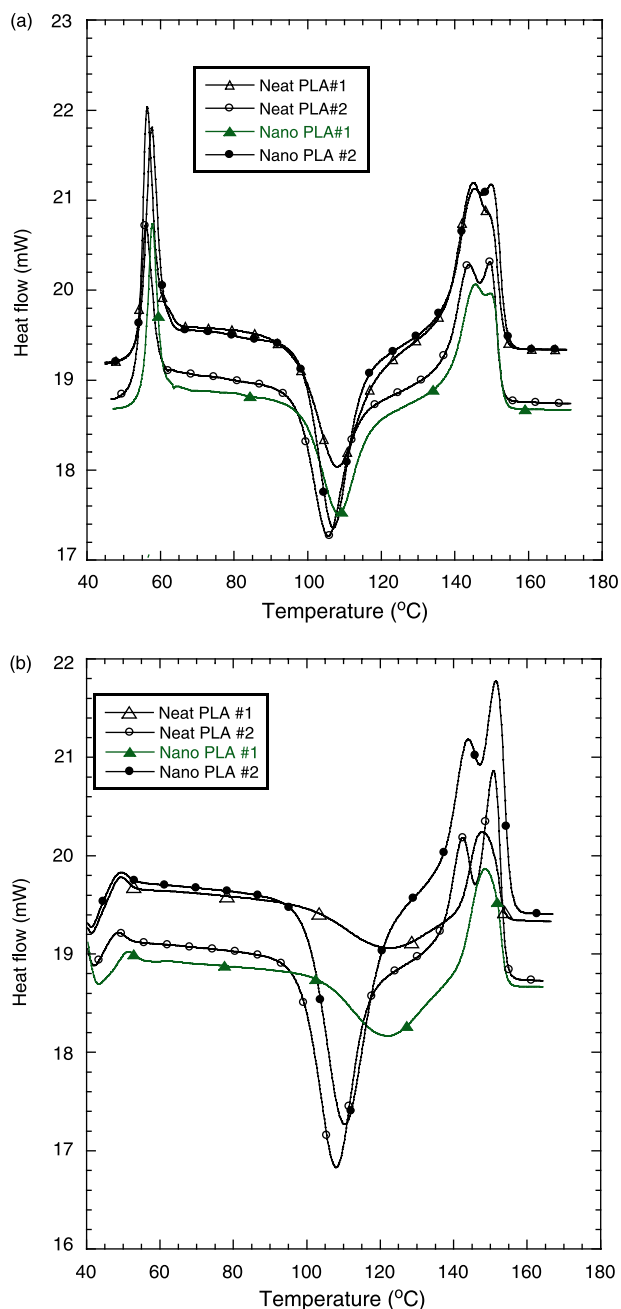 (a)
23
22
21
20
19
18
17
Heat flow (mW)
Neat PLA#1
Neat PLA#2
Nano PLA#1
Nano PLA #2
40 60 80 100 120 140 160 180
Temperature (°C)
(b)
22
21
20
19
18
17
16
Heat flow (mW)
Neat PLA #1
Neat PLA #2
Nano PLA #1
Nano PLA #2
40 60 80 100 120 140 160 180
Temperature (°C)